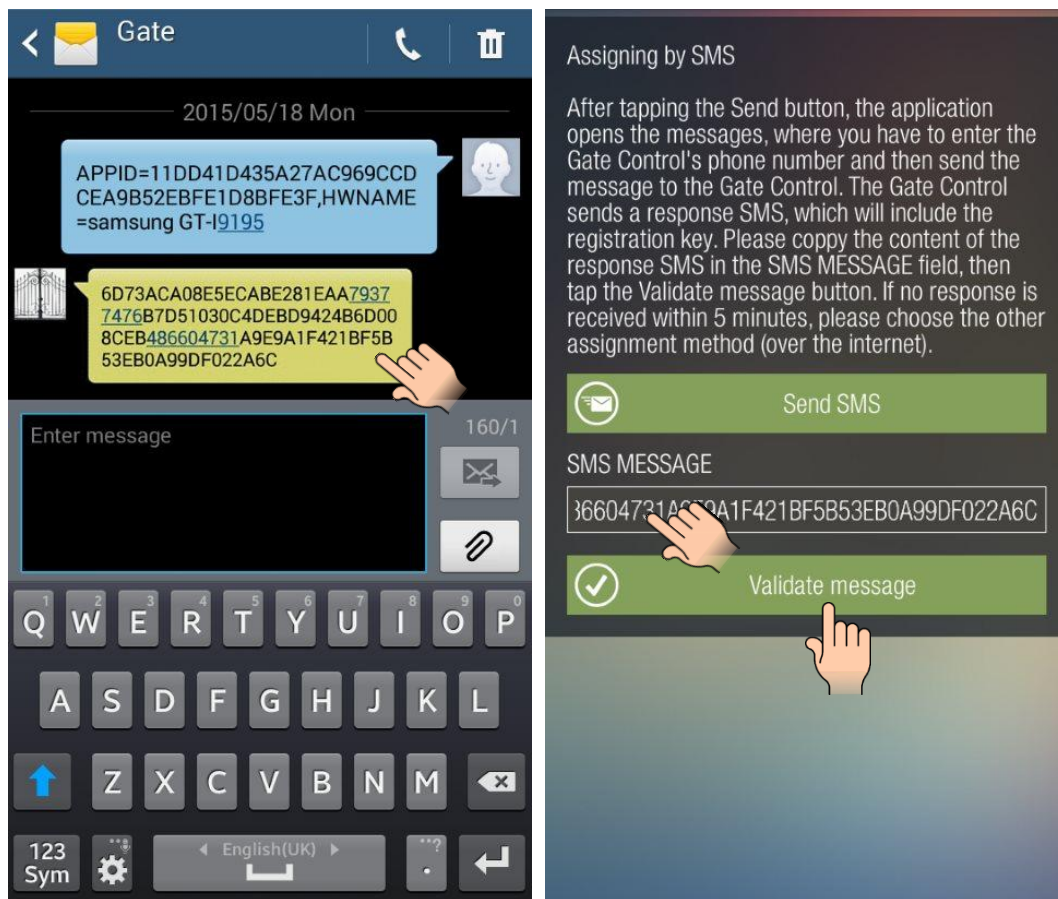 Gate
2015/05/18 Mon
APPID=11DD41D435A27AC969CCD
CEA9B52EBFE1D8BFE3F,HWNAME
=samsung GT-I9195
6D73ACA08E5ECABE281EAA7937
7476B7D51030C4DEBD9424B6D00
8CEB486604731A9E9A1F421BF5B
53EB0A99DF022A6C
Enter message
160/1
1 2 3 4 5 6 7 8 9 0
Q W E R T Y U I O P
A S D F G H J K L
Z X C V B N M
123
Sym
English(UK)
...?
.
Assigning by SMS
After tapping the Send button, the application
opens the messages, where you have to enter the
Gate Control's phone number and then send the
message to the Gate Control. The Gate Control
sends a response SMS, which will include the
registration key. Please coppy the content of the
response SMS in the SMS MESSAGE field, then
tap the Validate message button. If no response is
received within 5 minutes, please choose the other
assignment method (over the internet).
Send SMS
SMS MESSAGE
36604731A9E9A1F421BF5B53EB0A99DF022A6C
Validate message